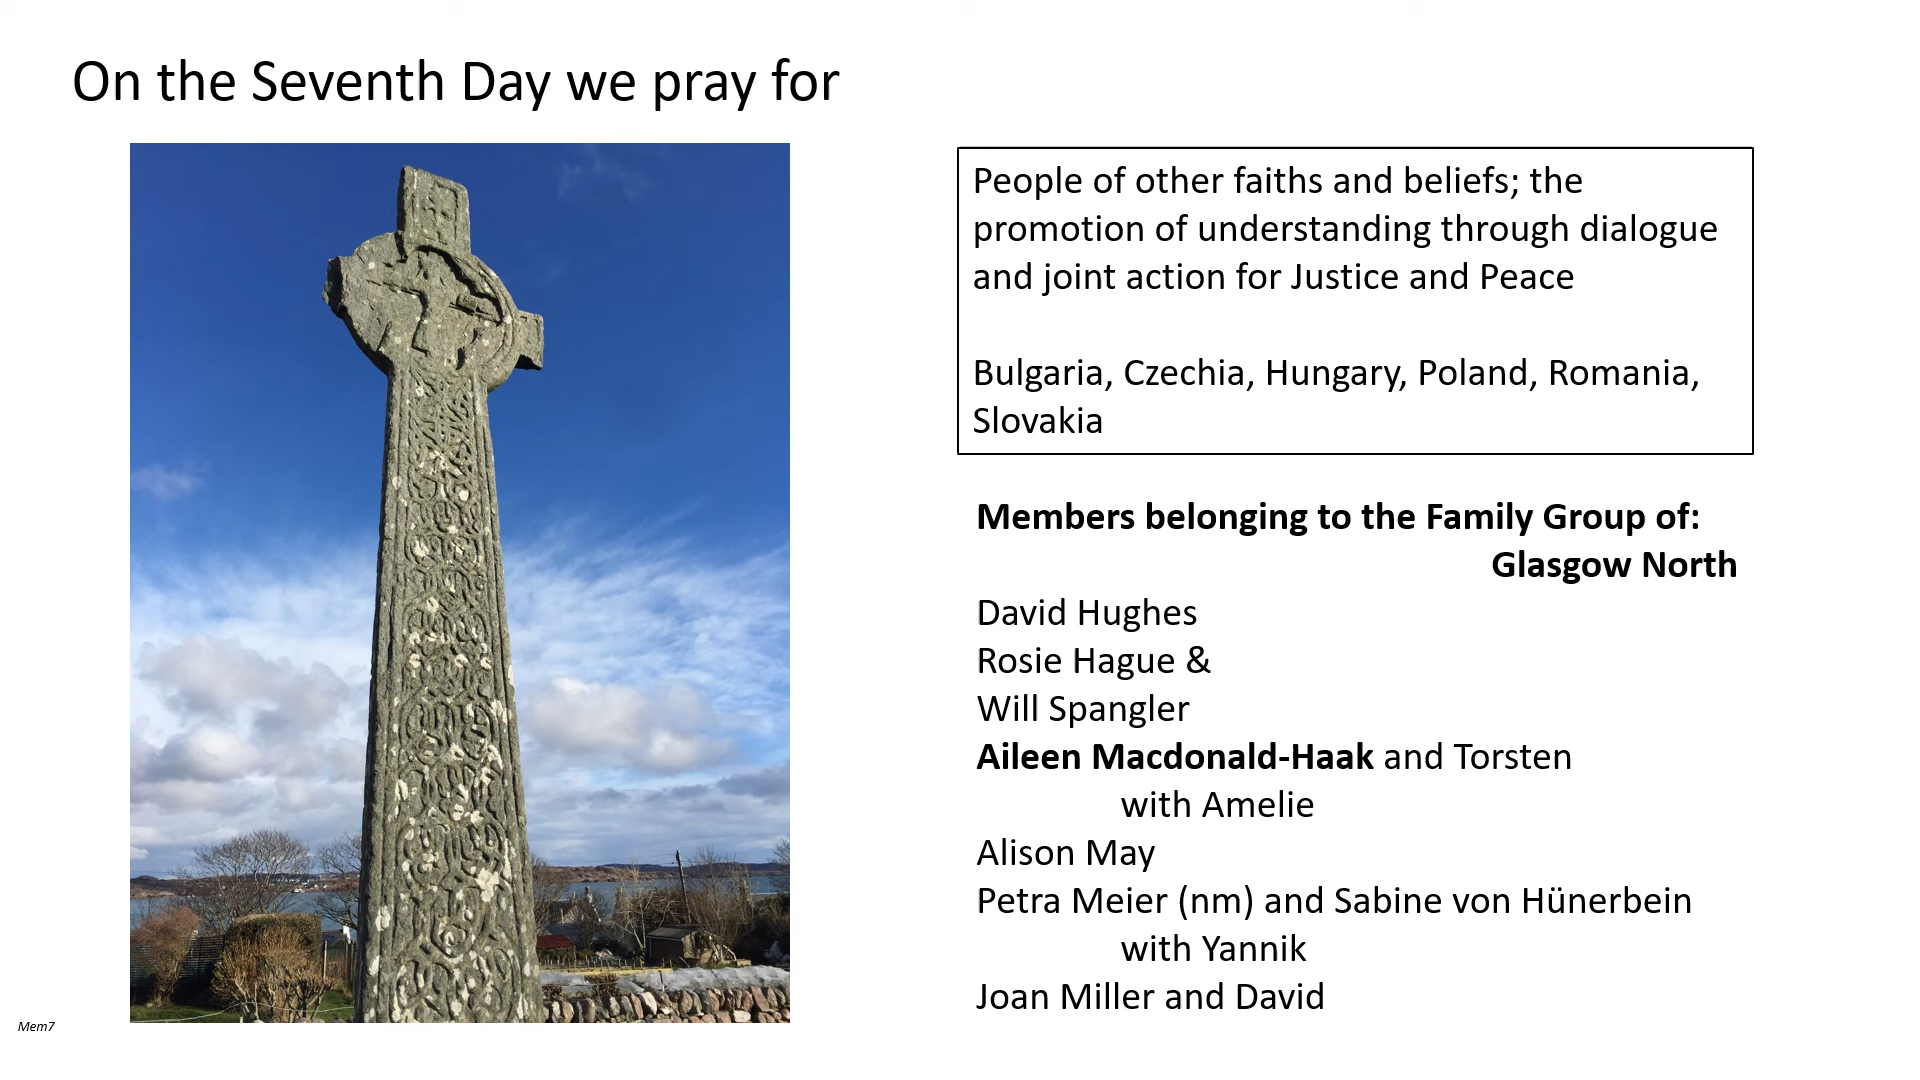 On the Seventh Day we pray for
People of other faiths and beliefs; the
promotion of understanding through dialogue
and joint action for Justice and Peace
Bulgaria, Czechia, Hungary, Poland, Romania,
Slovakia
Members belonging to the Family Group of:
Glasgow North
David Hughes
Rosie Hague &
Will Spangler
Aileen Macdonald-Haak and Torsten
with Amelie
Alison May
Petra Meier (nm) and Sabine von Hünerbein
with Yannik
Joan Miller and David
Mem7